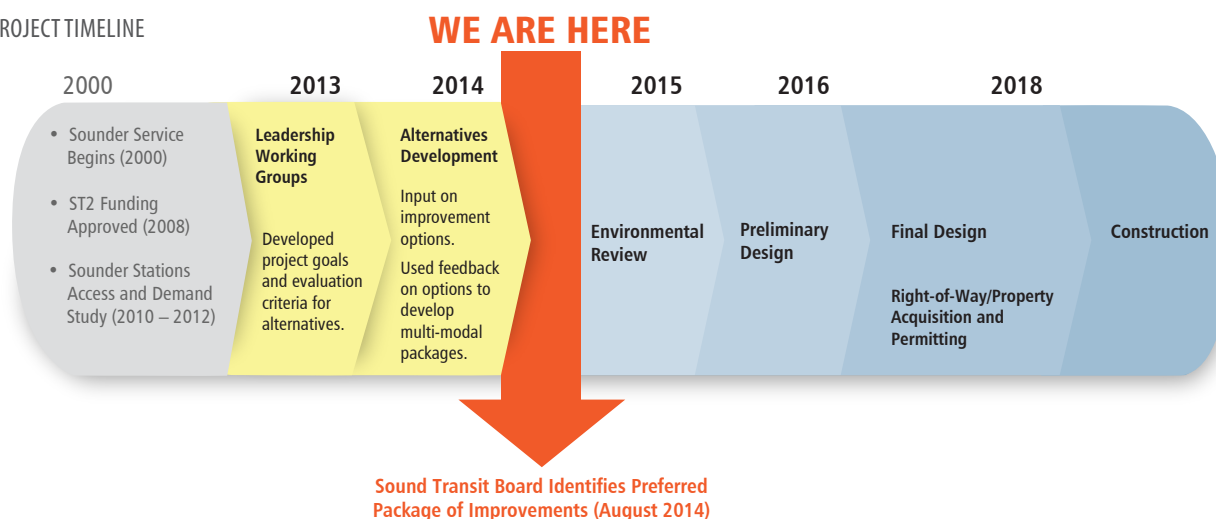 ROJECT TIMELINE
WE ARE HERE
2000
2013
2014
2015
2016
2018
• Sounder Service
Begins (2000)
• ST2 Funding
Approved (2008)
• Sounder Stations
Access and Demand
Study (2010 – 2012)
Leadership
Working
Groups
Developed
project goals
and evaluation
criteria for
alternatives.
Alternatives
Development
Input on
improvement
options.
Used feedback
on options to
develop
multi-modal
packages.
Environmental
Review
Preliminary
Design
Final Design
Right-of-Way/Property
Acquisition and
Permitting
Construction
Sound Transit Board Identifies Preferred
Package of Improvements (August 2014)